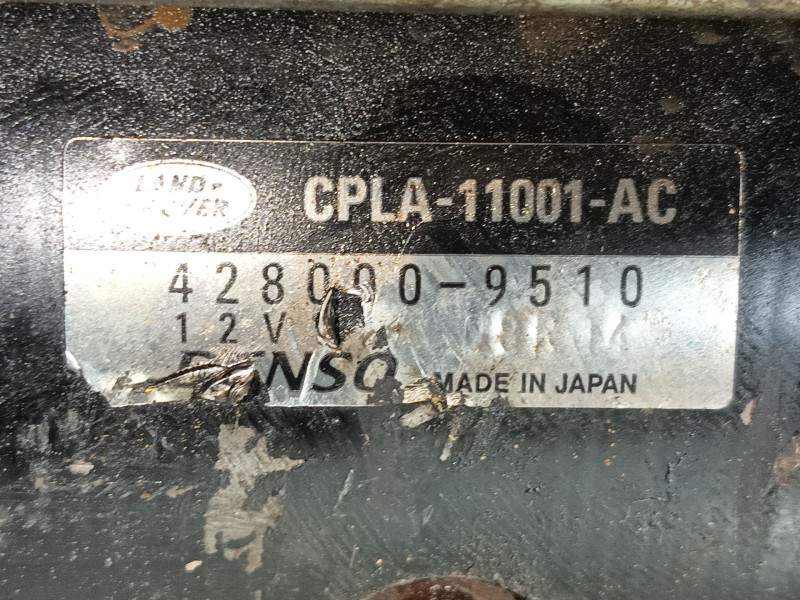 LAND-
ROVER
CPLA-11001-AC
428000-9510
12V
DENSO MADE IN JAPAN